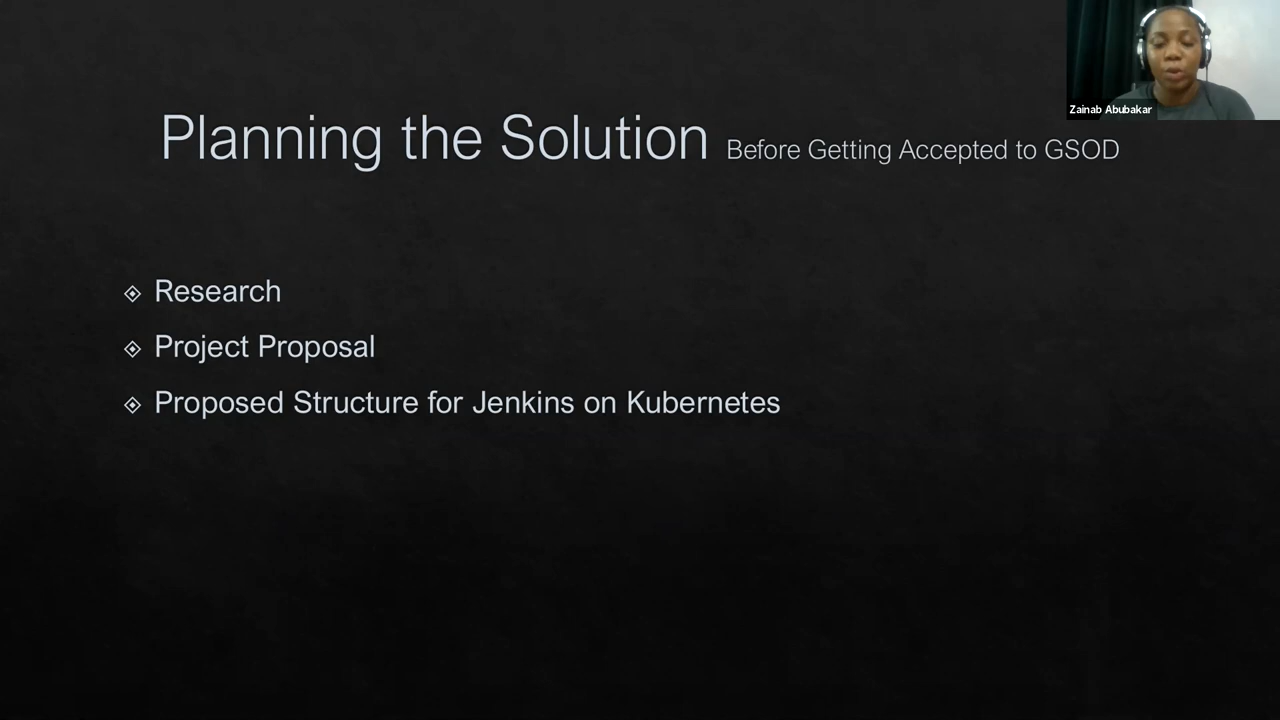 Zainab Abubakar
Planning the Solution Before Getting Accepted to GSOD
Research
Project Proposal
Proposed Structure for Jenkins on Kubernetes